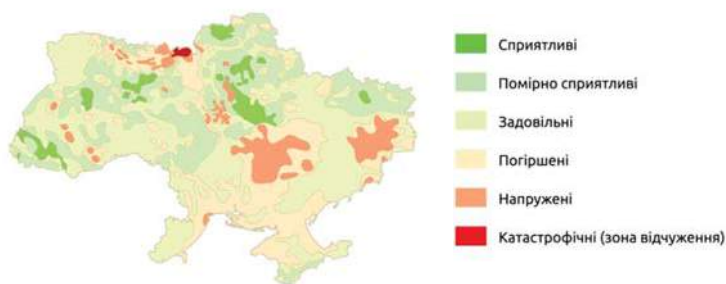 Сприятливі
Помірно сприятливі
Задовільні
Погіршені
Напружені
Катастрофічні (зона відчуження)